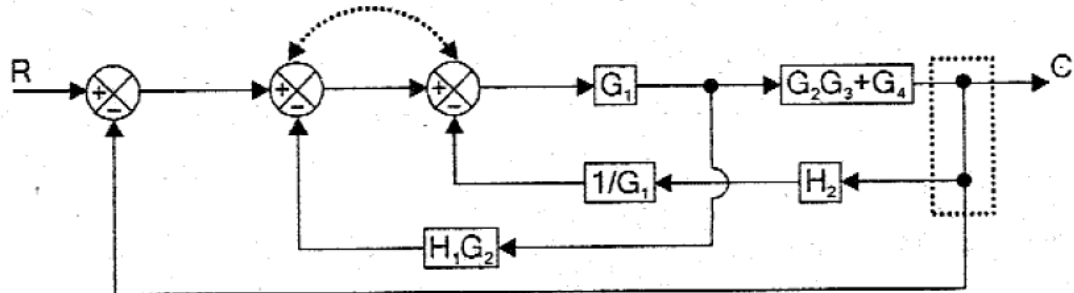 R
+
−
+
−
+
−
G₁
G₂G₃+G₄
C
1/G₁
H₂
H₁G₂